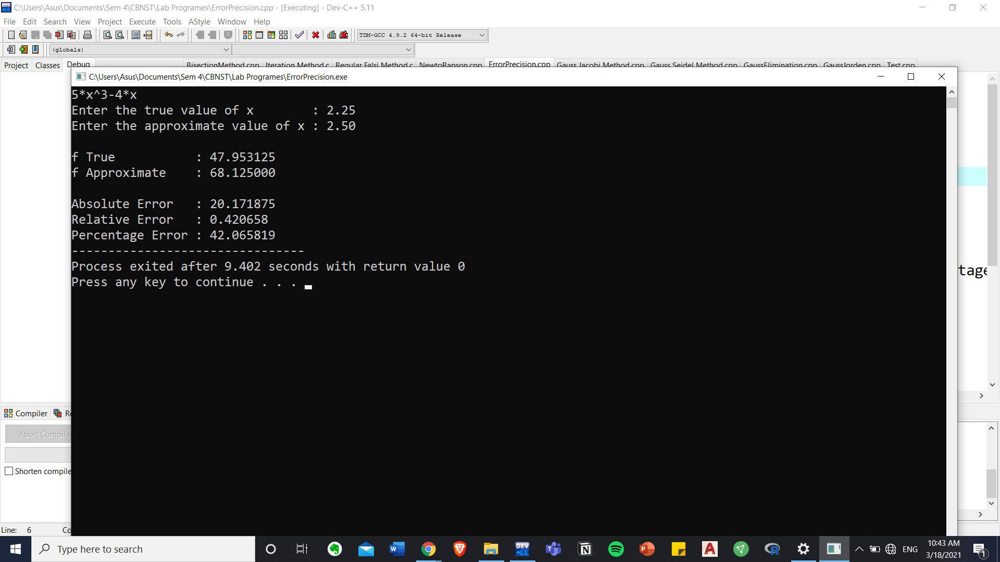 C:\Users\Asus\Documents\Sem 4\CBNST\Lab Programes\ErrorPrecision.cpp - [Executing] - Dev-C++ 5.11
File Edit Search View Project Execute Tools AStyle Window Help
TDM-GCC 4.9.2 64-bit Release
(globals)
Project Classes Debug BisectionMethod.cpp Iteration Method.c Regular Falsi Method.c NewtoRapson.cpp ErrorPrecision.cpp Gauss Jacobi Method.cpp Gauss Seidel Method.cpp GaussElimination.cpp GaussJorden.cpp Test.cpp
C:\Users\Asus\Documents\Sem 4\CBNST\Lab Programes\ErrorPrecision.exe
5*x^3-4*x
Enter the true value of x : 2.25
Enter the approximate value of x : 2.50
f True : 47.953125
f Approximate : 68.125000
Absolute Error : 20.171875
Relative Error : 0.420658
Percentage Error : 42.065819
--------------------------------
Process exited after 9.402 seconds with return value 0
Press any key to continue . . .
tage
Compiler Re
Abort Compila
Shorten compile
Line: 6 Co
Type here to search
ENG
10:43 AM
3/18/2021
1